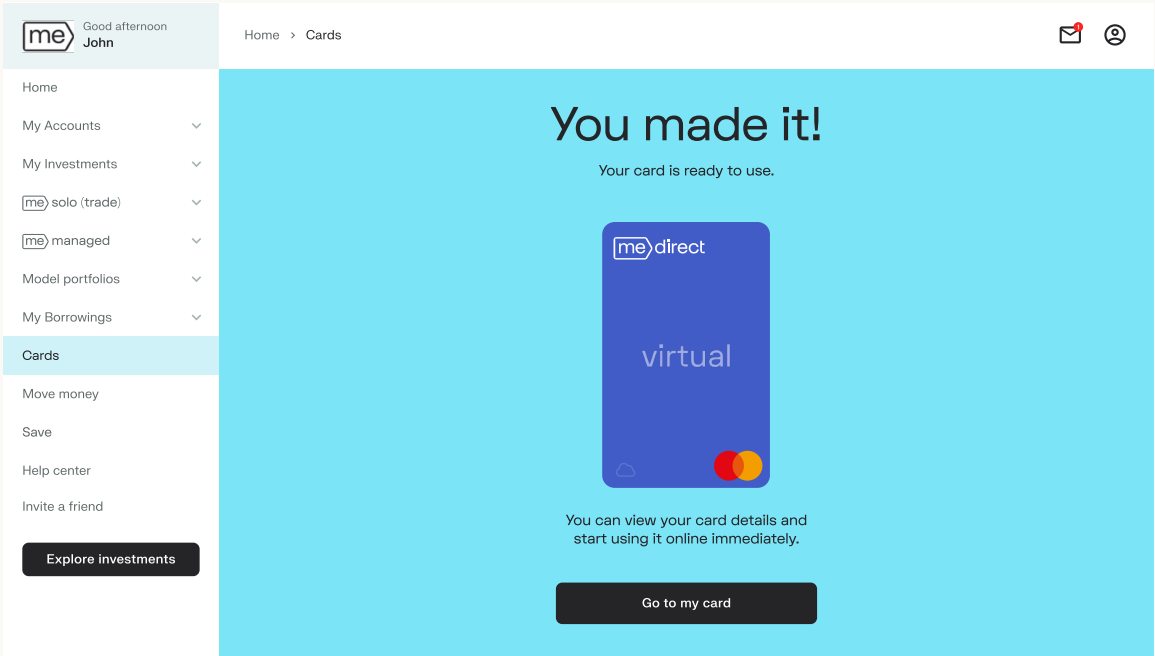 me
Good afternoon
John
Home > Cards
1
Home
My Accounts
My Investments
me solo (trade)
me managed
Model portfolios
My Borrowings
Cards
Move money
Save
Help center
Invite a friend
Explore investments
You made it!
Your card is ready to use.
me direct
virtual
You can view your card details and
start using it online immediately.
Go to my card